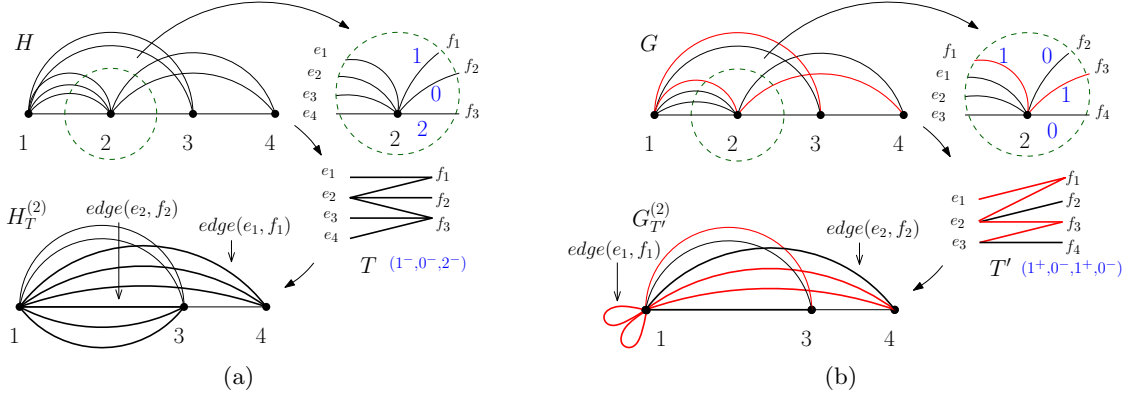 H
e₁
e₂
e₃
e₄
1
0
2
f₁
f₂
f₃
2
1
2
3
4
e₁
e₂
e₃
e₄
f₁
f₂
f₃
T (1⁻,0⁻,2⁻)
H_T^{(2)}
edge(e₂, f₂)
edge(e₁, f₁)
1
3
4
(a)
G
f₁
e₁
e₂
e₃
1
0
1
0
f₂
f₃
f₄
2
1
2
3
4
e₁
e₂
e₃
f₁
f₂
f₃
f₄
T′ (1⁺,0⁻,1⁺,0⁻)
G_{T′}^{(2)}
edge(e₁, f₁)
edge(e₂, f₂)
1
3
4
(b)